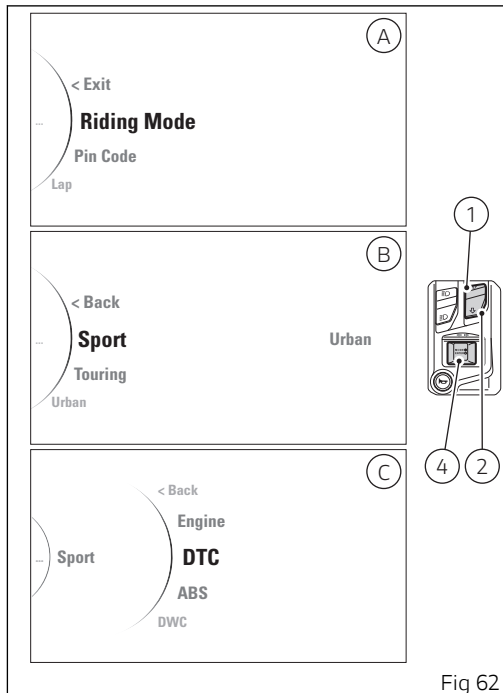 A
< Exit
...
Riding Mode
Pin Code
Lap
1
B
< Back
...
Sport
Urban
Touring
Urban
4
2
C
< Back
Engine
...
Sport
DTC
ABS
DWC
Fig 62